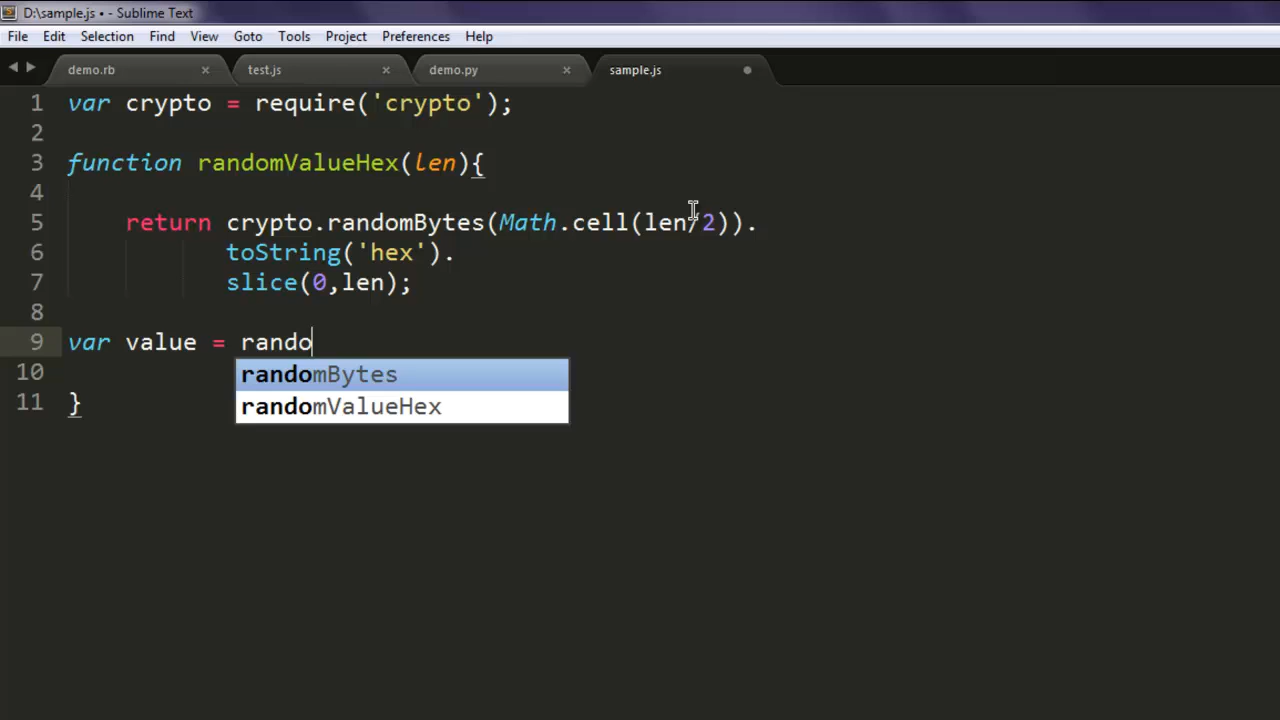 D:\sample.js • - Sublime Text
File Edit Selection Find View Goto Tools Project Preferences Help
demo.rb × test.js × demo.py × sample.js
1 var crypto = require('crypto');
2
3 function randomValueHex(len){
4
5 return crypto.randomBytes(Math.cell(len/2)).
6 toString('hex').
7 slice(0,len);
8
9 var value = rando
randomBytes
10
randomValueHex
11 }